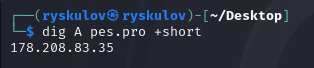 ┌──(ryskulov㉿ryskulov)-[~/Desktop]
└─$ dig A pes.pro +short
178.208.83.35